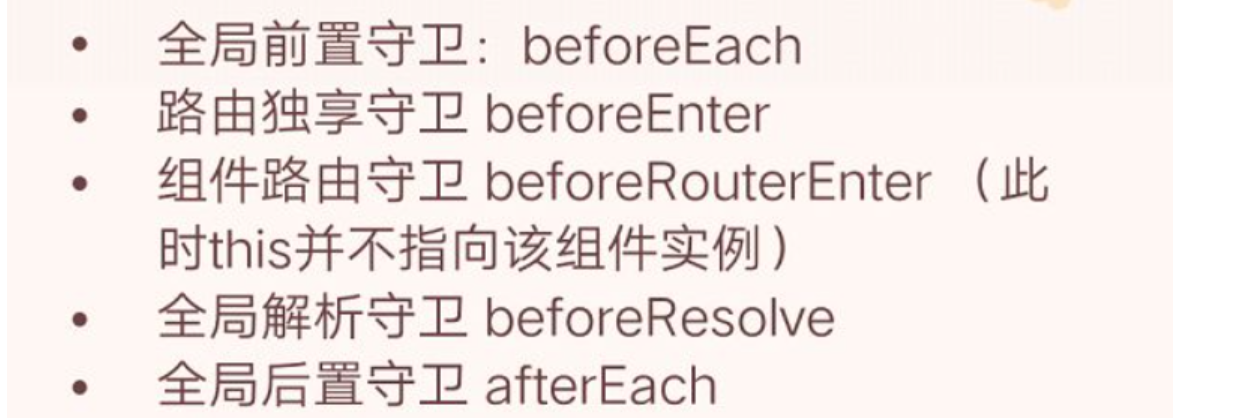 • 全局前置守卫：beforeEach
• 路由独享守卫 beforeEnter
• 组件路由守卫 beforeRouterEnter （此
时this并不指向该组件实例）
• 全局解析守卫 beforeResolve
• 全局后置守卫 afterEach